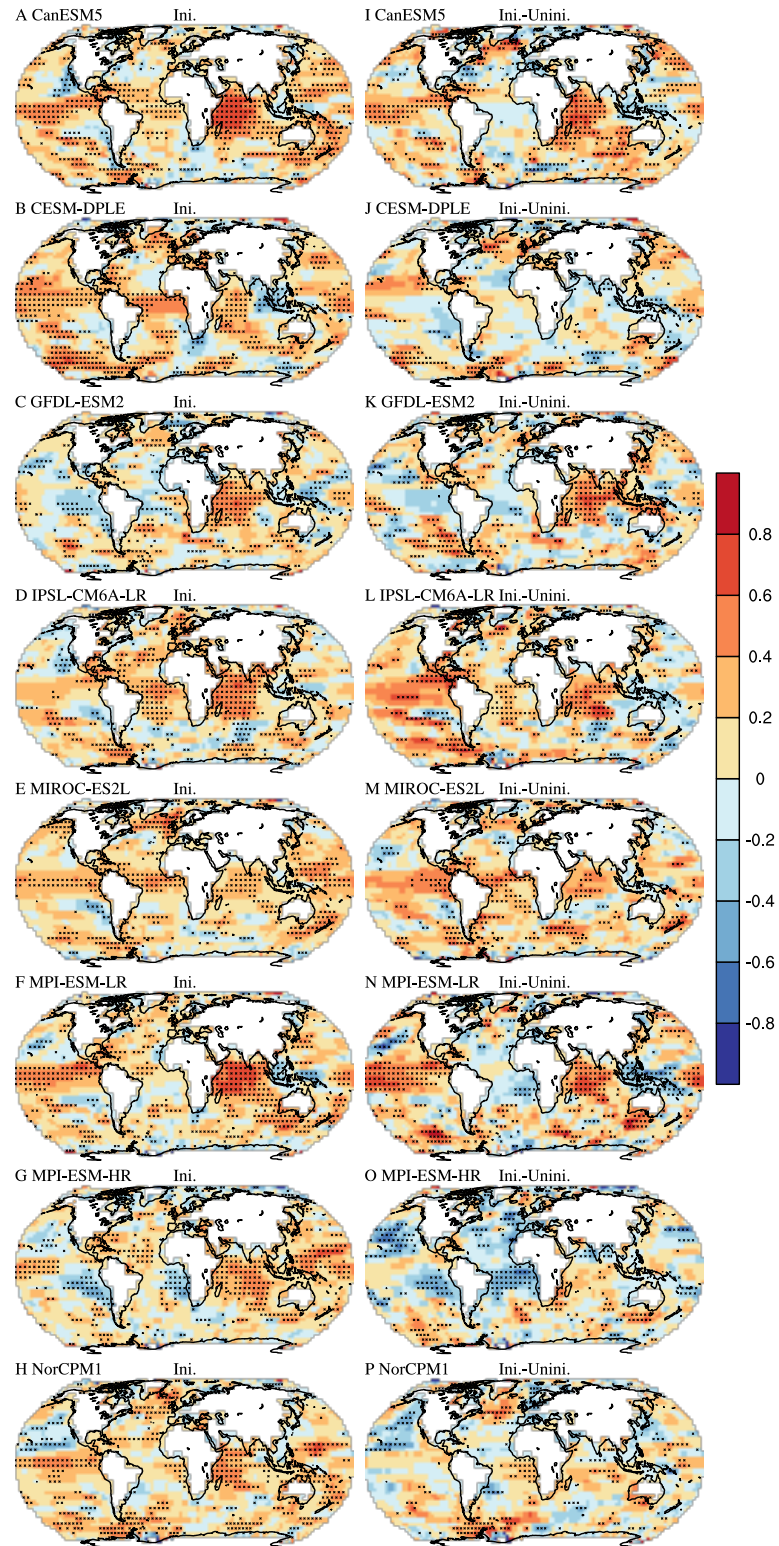 A CanESM5 Ini. I CanESM5 Ini.-Unini.
B CESM-DPLE Ini. J CESM-DPLE Ini.-Unini.
C GFDL-ESM2 Ini. K GFDL-ESM2 Ini.-Unini.
D IPSL-CM6A-LR Ini. L IPSL-CM6A-LR Ini.-Unini.
E MIROC-ES2L Ini. M MIROC-ES2L Ini.-Unini.
F MPI-ESM-LR Ini. N MPI-ESM-LR Ini.-Unini.
G MPI-ESM-HR Ini. O MPI-ESM-HR Ini.-Unini.
H NorCPM1 Ini. P NorCPM1 Ini.-Unini.
0.8
0.6
0.4
0.2
0
-0.2
-0.4
-0.6
-0.8